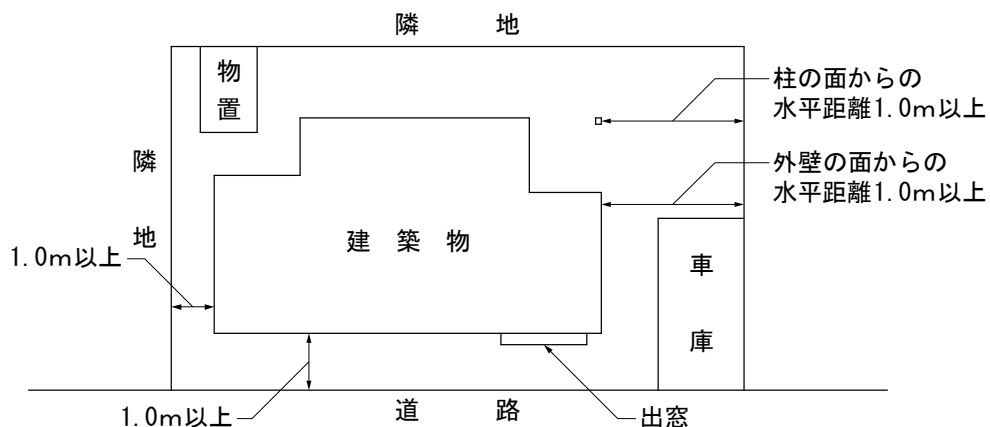 隣地
物置
柱の面からの
水平距離1.0m以上
隣地
外壁の面からの
水平距離1.0m以上
建築物
1.0m以上
車庫
1.0m以上
道路
出窓